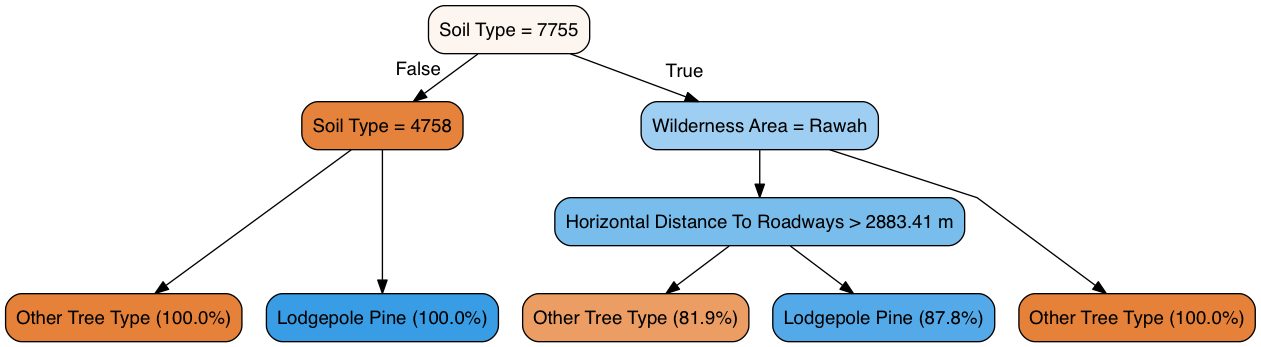 Soil Type = 7755
False
True
Soil Type = 4758
Wilderness Area = Rawah
Horizontal Distance To Roadways > 2883.41 m
Other Tree Type (100.0%)
Lodgepole Pine (100.0%)
Other Tree Type (81.9%)
Lodgepole Pine (87.8%)
Other Tree Type (100.0%)